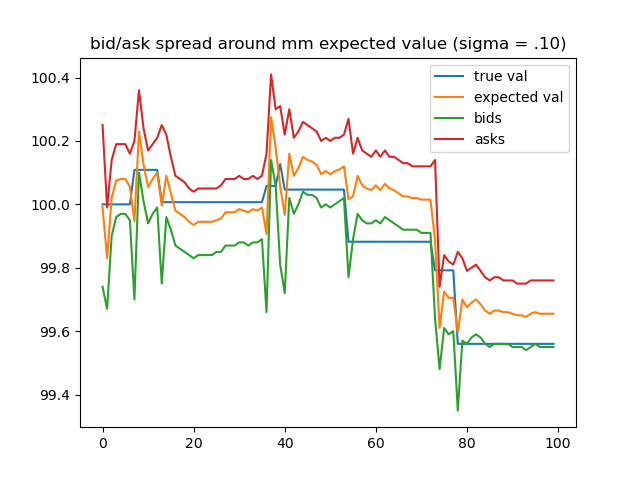 bid/ask spread around mm expected value (sigma = .10)
true val
expected val
bids
asks
100.4
100.2
100.0
99.8
99.6
99.4
0 20 40 60 80 100